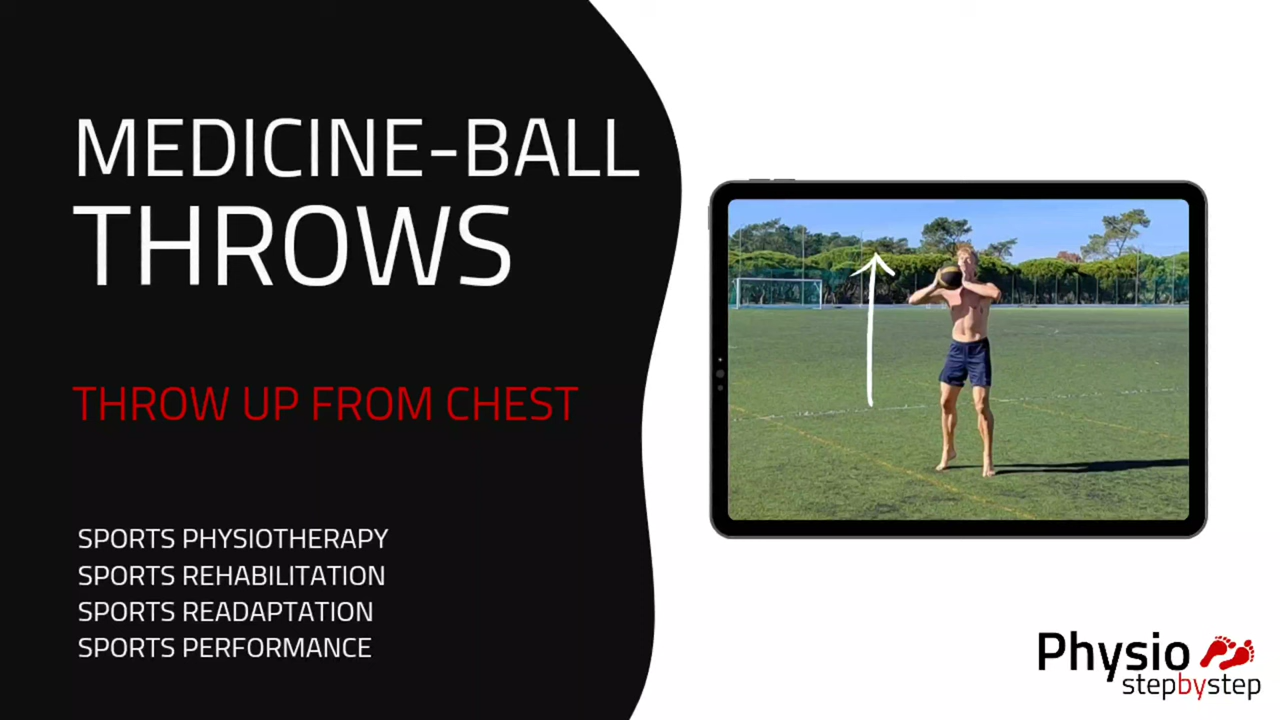 MEDICINE-BALL
THROWS
THROW UP FROM CHEST
SPORTS PHYSIOTHERAPY
SPORTS REHABILITATION
SPORTS READAPTATION
SPORTS PERFORMANCE
Physio
stepbystep